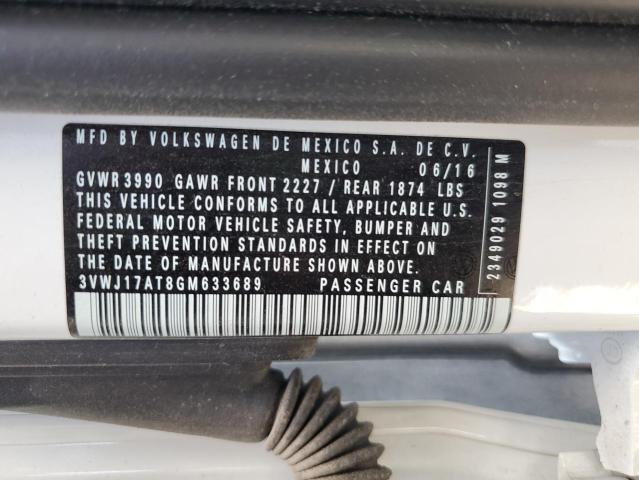 MFD BY VOLKSWAGEN DE MEXICO S.A. DE C.V.
MEXICO 06/16
GVWR 3990 GAWR FRONT 2227 / REAR 1874 LBS
THIS VEHICLE CONFORMS TO ALL APPLICABLE U.S.
FEDERAL MOTOR VEHICLE SAFETY, BUMPER AND
THEFT PREVENTION STANDARDS IN EFFECT ON
THE DATE OF MANUFACTURE SHOWN ABOVE.
3VWJ17AT8GM633689 PASSENGER CAR
2349029 1098 M